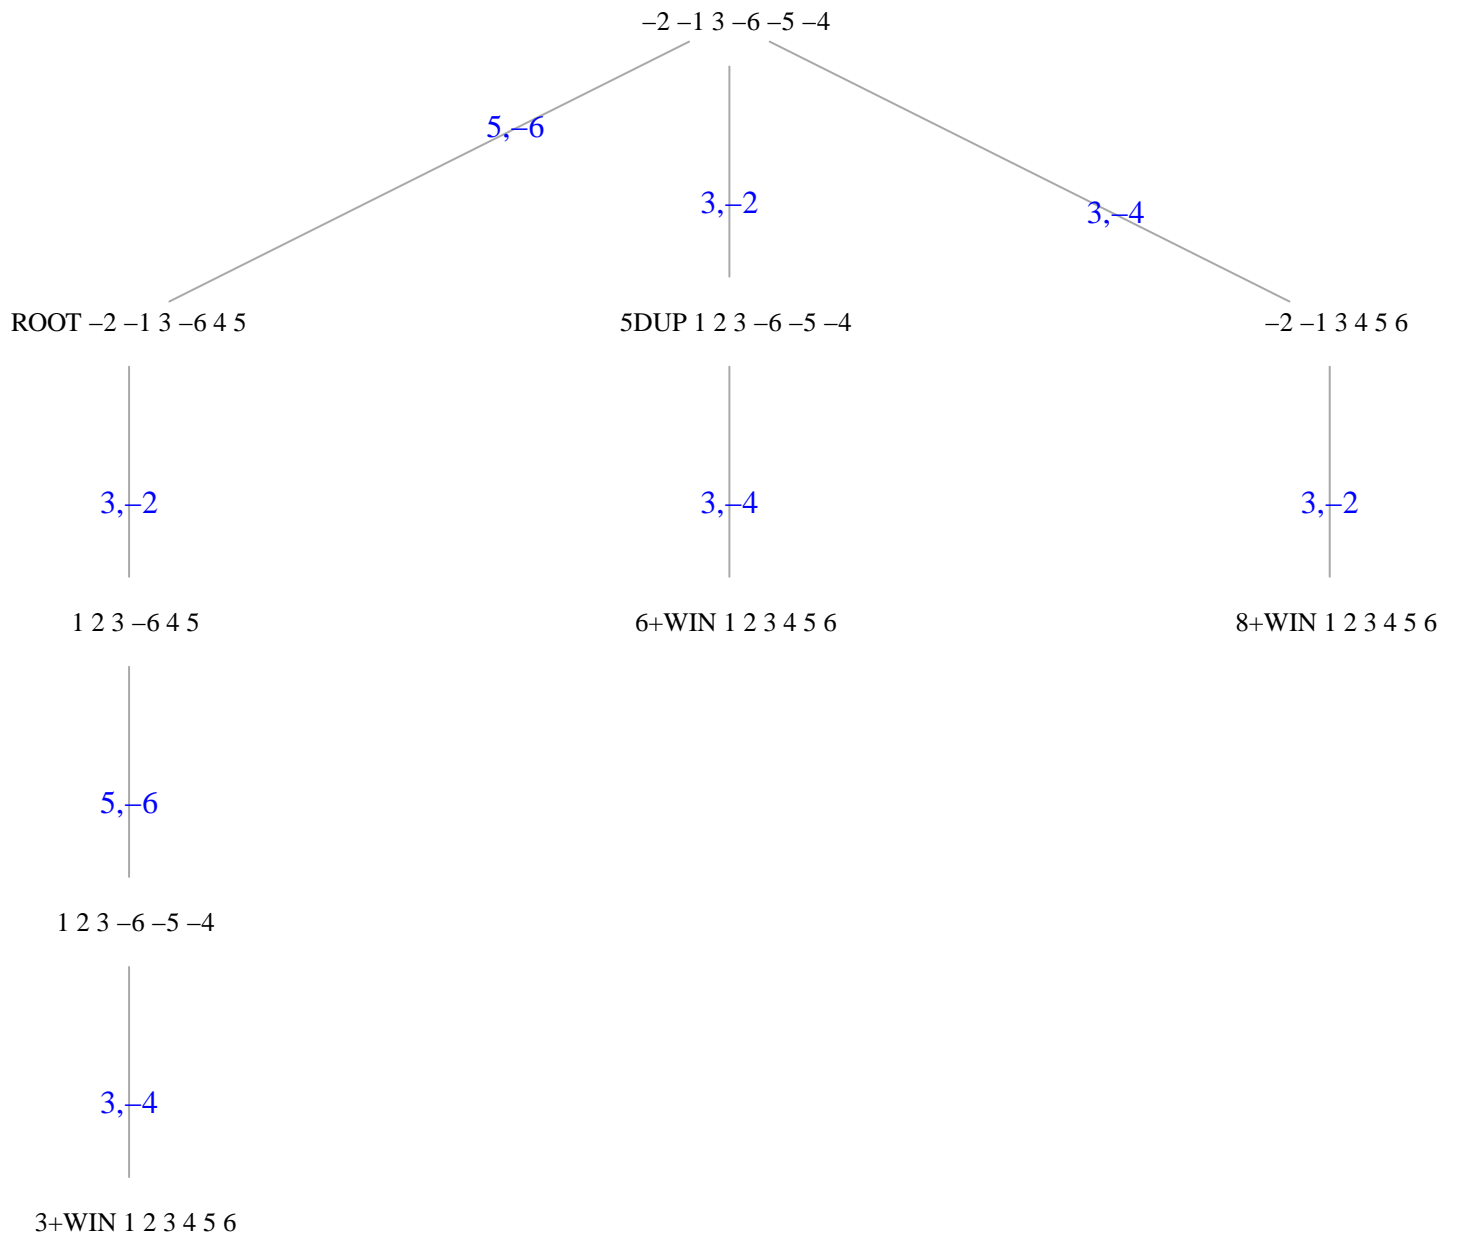 –2 –1 3 –6 –5 –4
5,–6
3,–2
3,–4
ROOT –2 –1 3 –6 4 5
5DUP 1 2 3 –6 –5 –4
–2 –1 3 4 5 6
3,–2
3,–4
3,–2
1 2 3 –6 4 5
6+WIN 1 2 3 4 5 6
8+WIN 1 2 3 4 5 6
5,–6
1 2 3 –6 –5 –4
3,–4
3+WIN 1 2 3 4 5 6